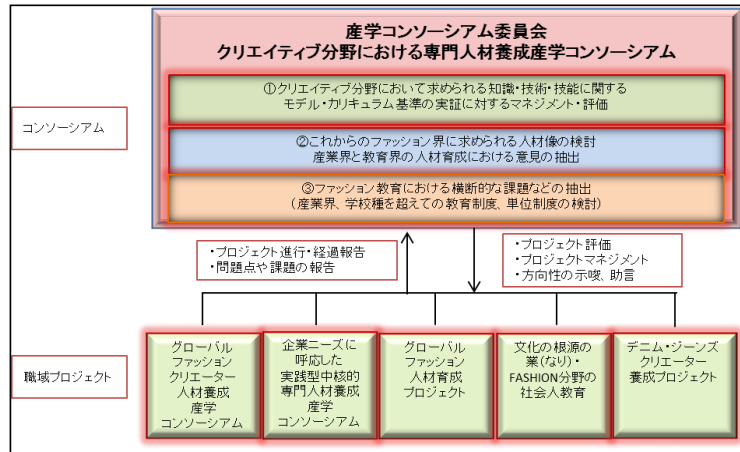 産学コンソーシアム委員会
クリエイティブ分野における専門人材養成産学コンソーシアム
①クリエイティブ分野において求められる知識・技術・技能に関する
モデル・カリキュラム基準の実証に対するマネジメント・評価
コンソーシアム
②これからのファッション界に求められる人材像の検討
産業界と教育界の人材育成における意見の抽出
③ファッション教育における横断的な課題などの抽出
(産業界、学校種を超えての教育制度、単位制度の検討)
・プロジェクト進行・経過報告
・問題点や課題の報告
・プロジェクト評価
・プロジェクトマネジメント
・方向性の示唆、助言
職域プロジェクト
グローバル
ファッション
クリエーター
人材養成
産学
コンソーシアム
企業ニーズに
呼応した
実践型中核的
専門人材養成
産学
コンソーシアム
グローバル
ファッション
人材育成
プロジェクト
文化の根源の
業(なり)・
FASHION分野の
社会人教育
デニム・ジーンズ
クリエーター
養成プロジェクト